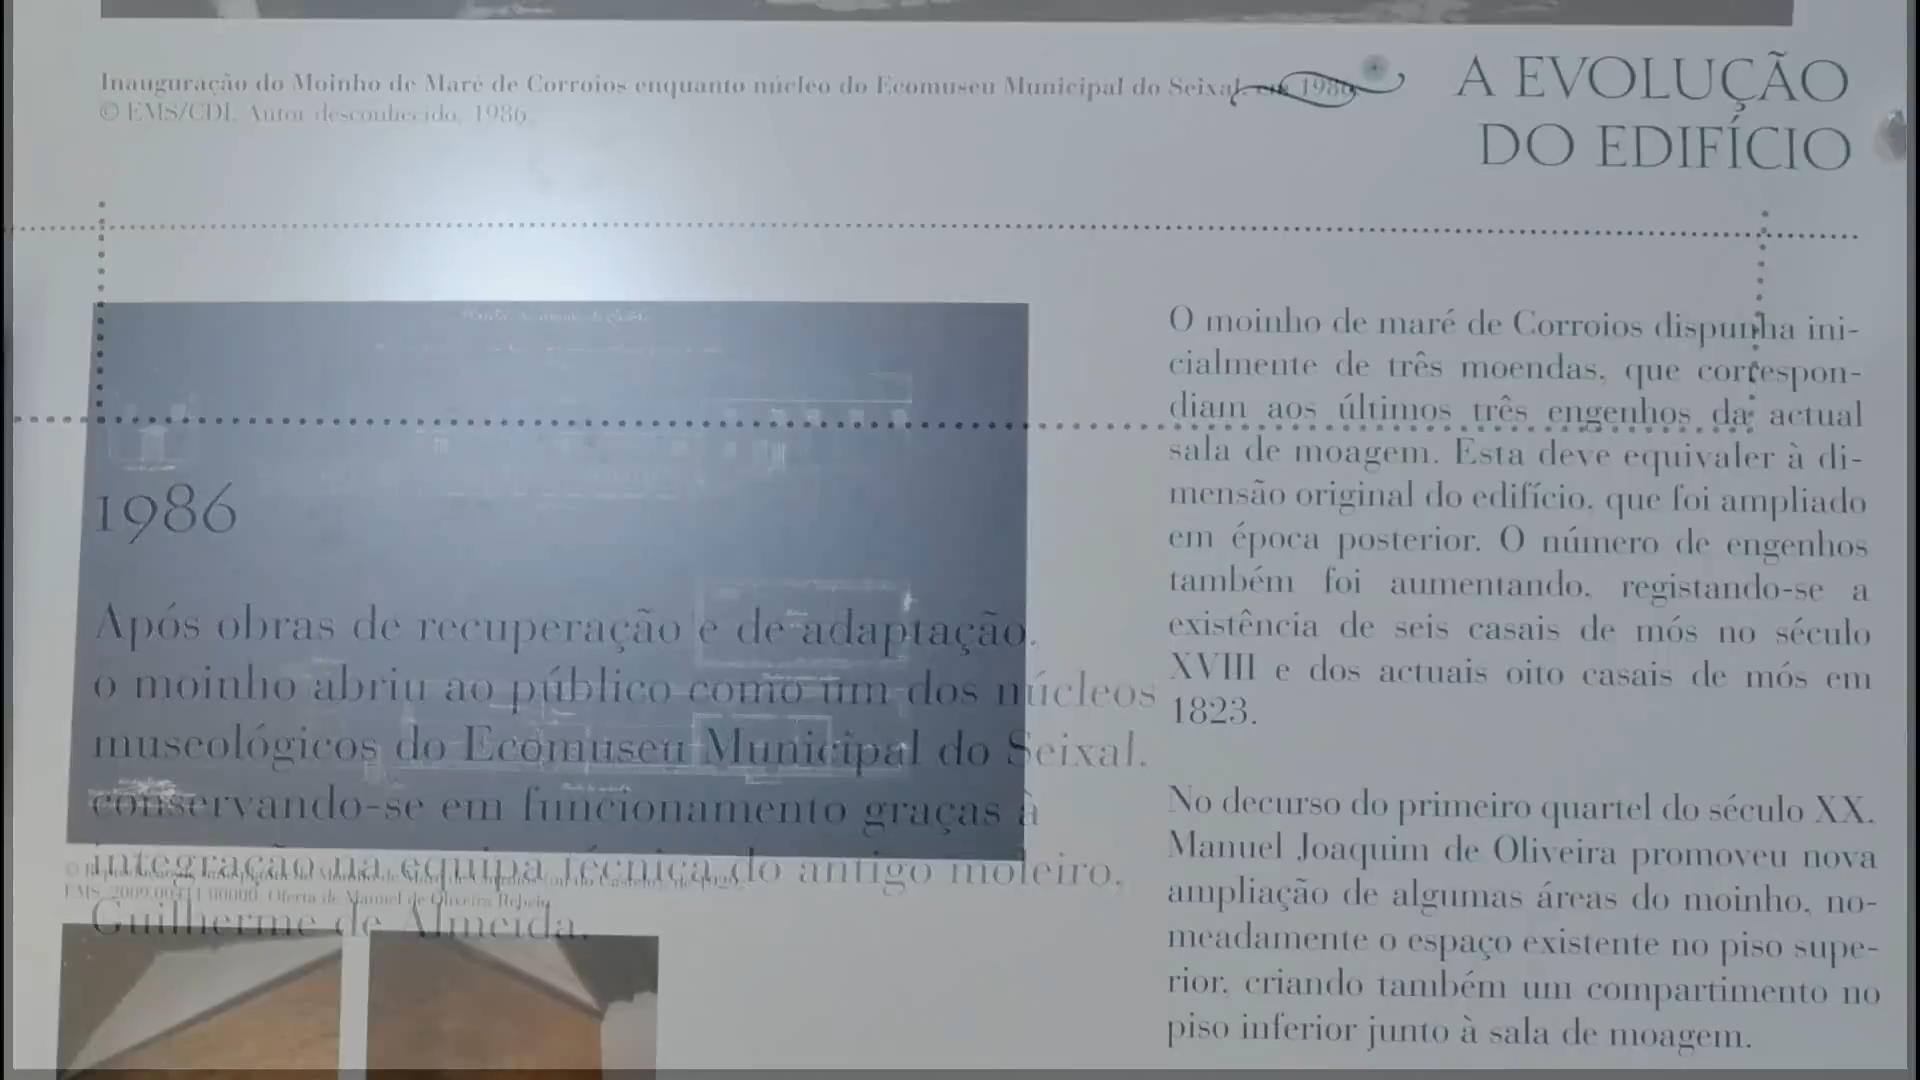 Inauguração do Moinho de Maré de Corroios enquanto núcleo do Ecomuseu Municipal do Seixal, em 1986.
© EMS/CDI. Autor desconhecido, 1986.
A EVOLUÇÃO
DO EDIFÍCIO
1986
Após obras de recuperação e de adaptação,
o moinho abriu ao público como um dos núcleos
museológicos do Ecomuseu Municipal do Seixal,
conservando-se em funcionamento graças à
integração na equipa técnica do antigo moleiro,
Guilherme de Almeida.
Oferta de Manuel de Oliveira Rebelo
O moinho de maré de Corroios dispunha ini-
cialmente de três moendas, que correspon-
diam aos últimos três engenhos da actual
sala de moagem. Esta deve equivaler à di-
mensão original do edifício, que foi ampliado
em época posterior. O número de engenhos
também foi aumentando, registando-se a
existência de seis casais de mós no século
XVIII e dos actuais oito casais de mós em
1823.
No decurso do primeiro quartel do século XX,
Manuel Joaquim de Oliveira promoveu nova
ampliação de algumas áreas do moinho, no-
meadamente o espaço existente no piso supe-
rior, criando também um compartimento no
piso inferior junto à sala de moagem.